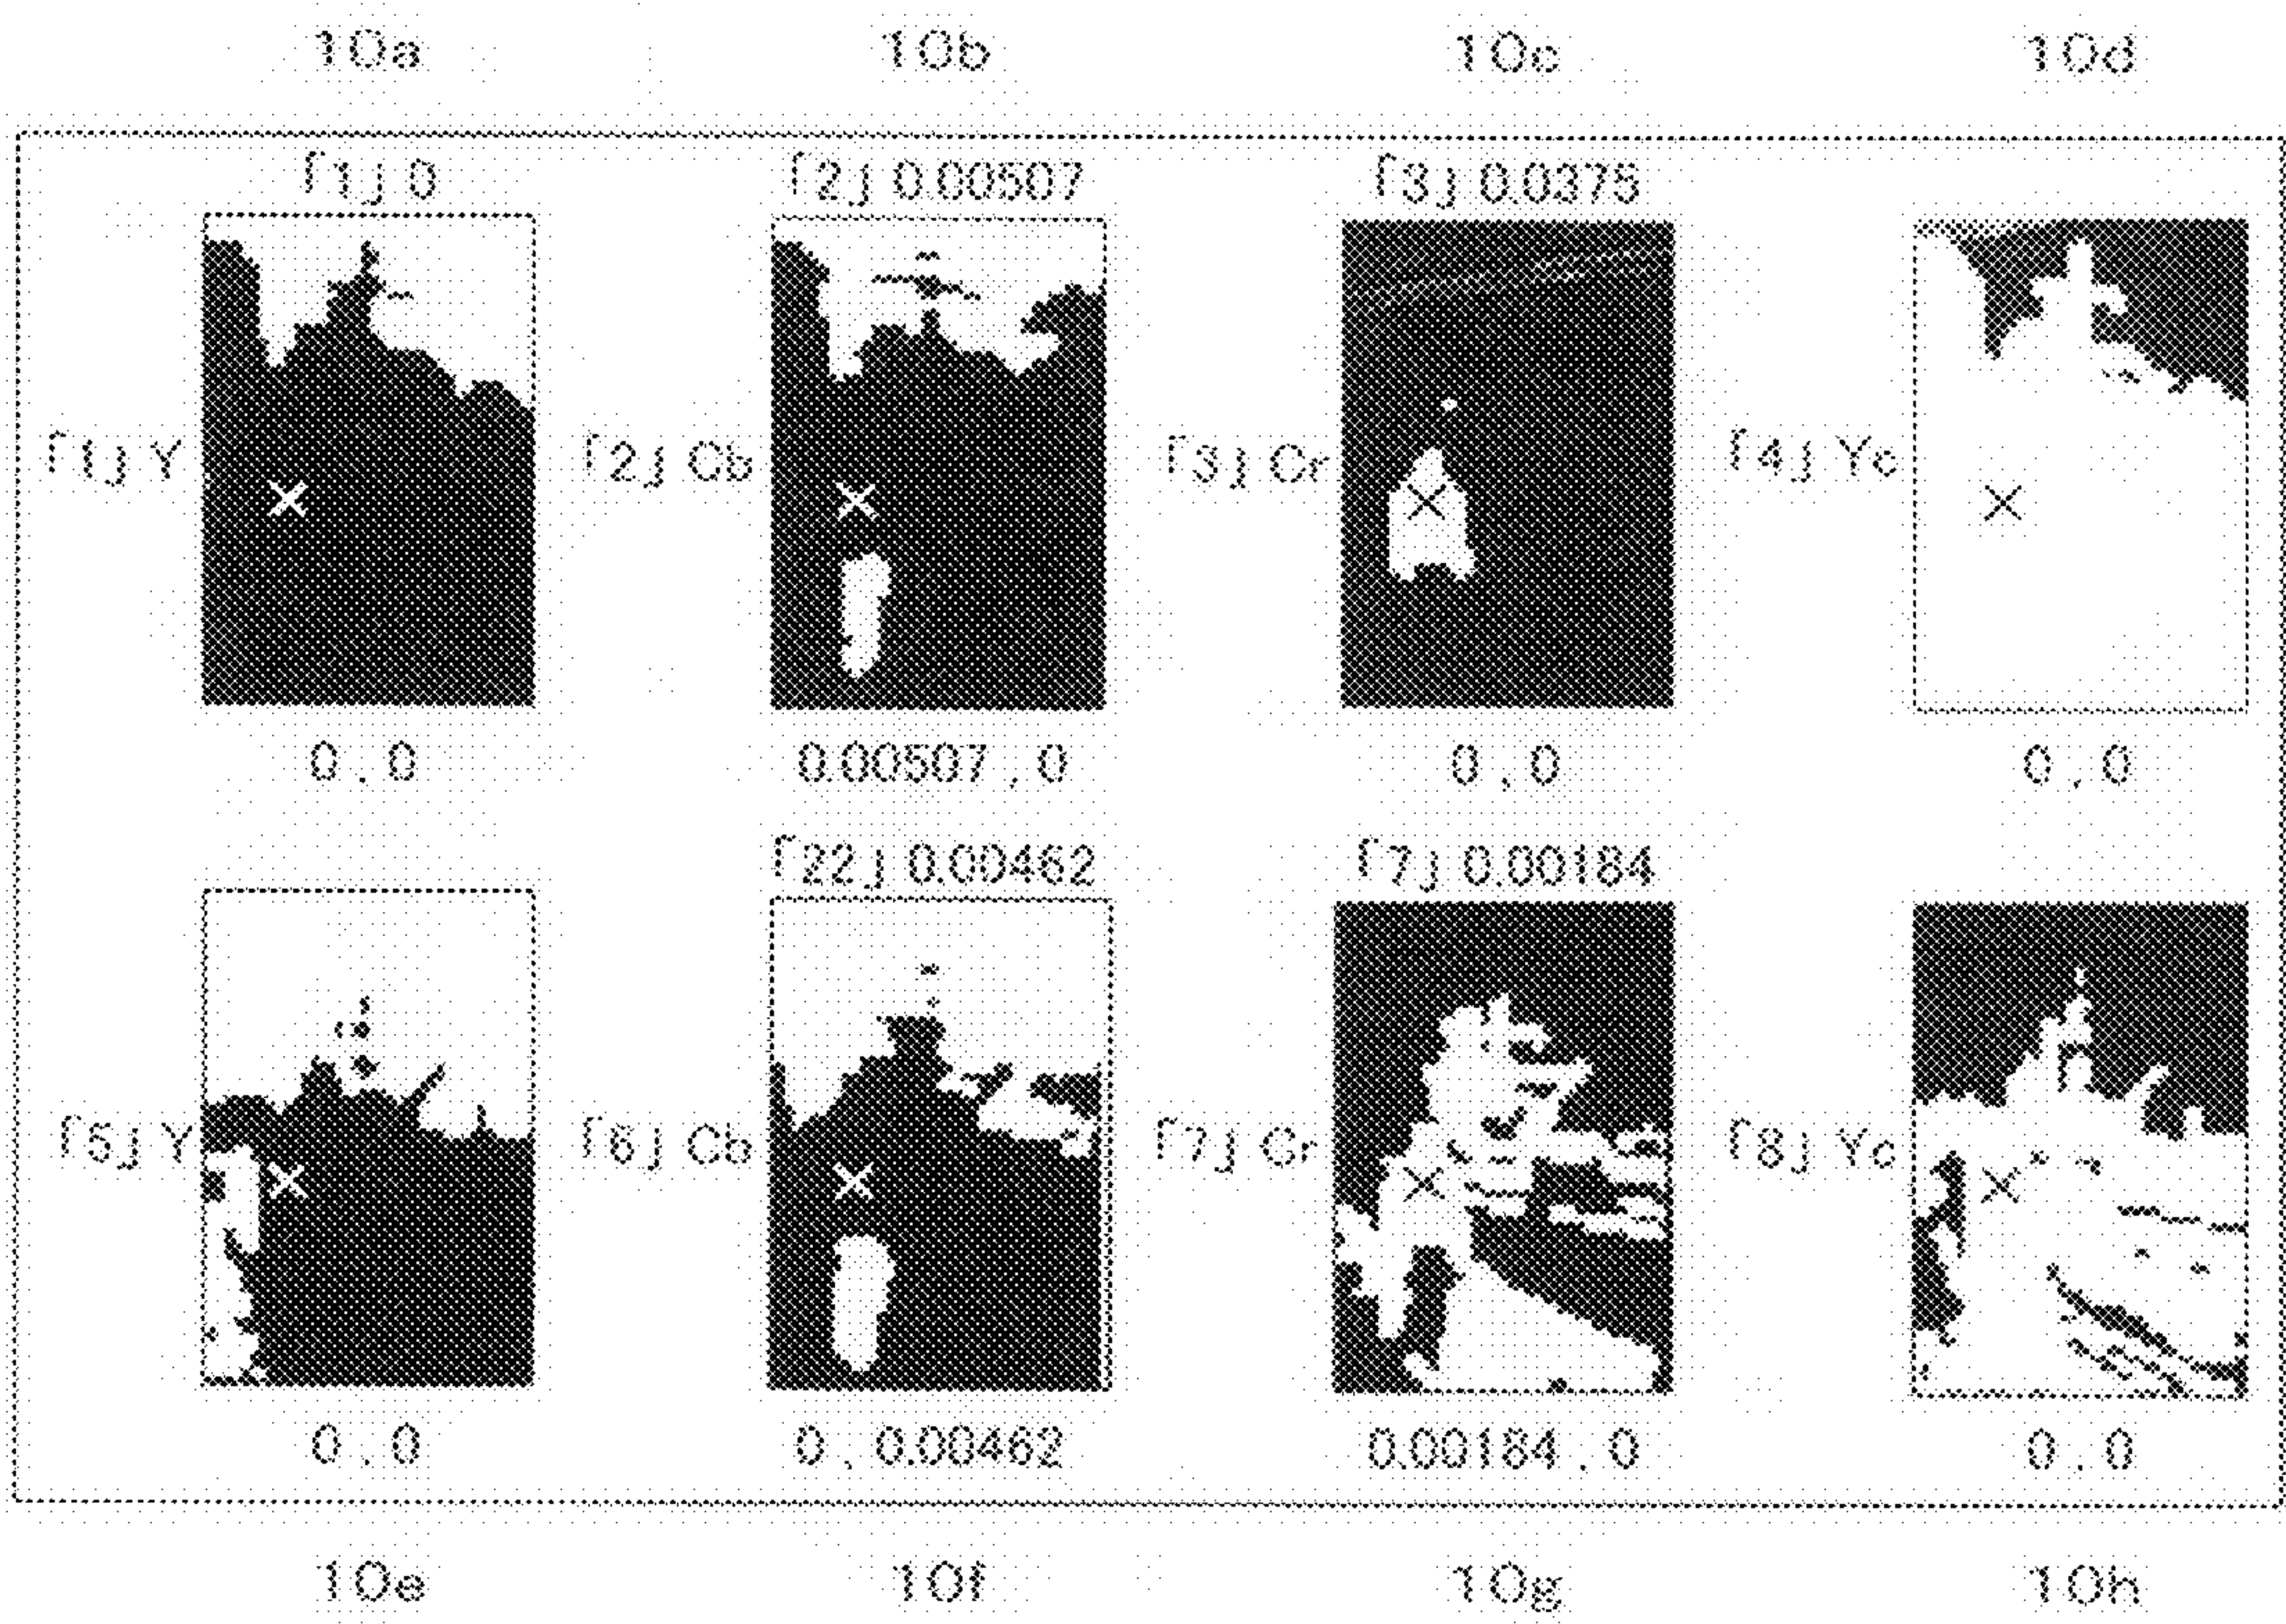 10a 10b 10c 10d
「1」 0 「2」 0.00507 「3」 0.0375
「1」 Y 「2」 Cb 「3」 Cr 「4」 Yc
0 , 0 0.00507 , 0 0 , 0 0 , 0
「22」 0.00462 「7」 0.00184
「5」 Y 「6」 Cb 「7」 Cr 「8」 Yc
0 , 0 0 , 0.00462 0.00184 , 0 0 , 0
10e 10f 10g 10h